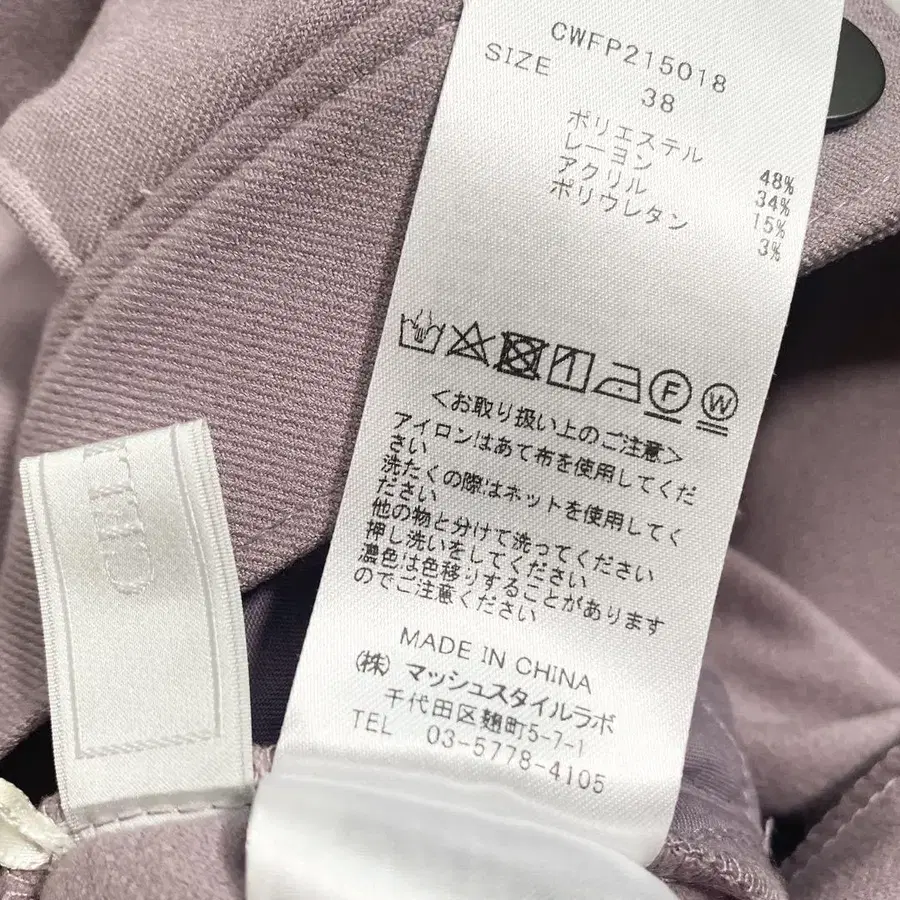 CWFP215018
SIZE 38
ポリエステル 48%
レーヨン 34%
アクリル 15%
ポリウレタン 3%
F W
<お取り扱い上のご注意>
アイロンはあて布を使用してくだ
さい
洗たくの際はネットを使用してく
ださい
他の物と分けて洗ってください
押し洗いをしてください
濃色は色移りすることがあります
のでご注意ください
MADE IN CHINA
(株) マッシュスタイルラボ
千代田区麹町5-7-1
TEL 03-5778-4105